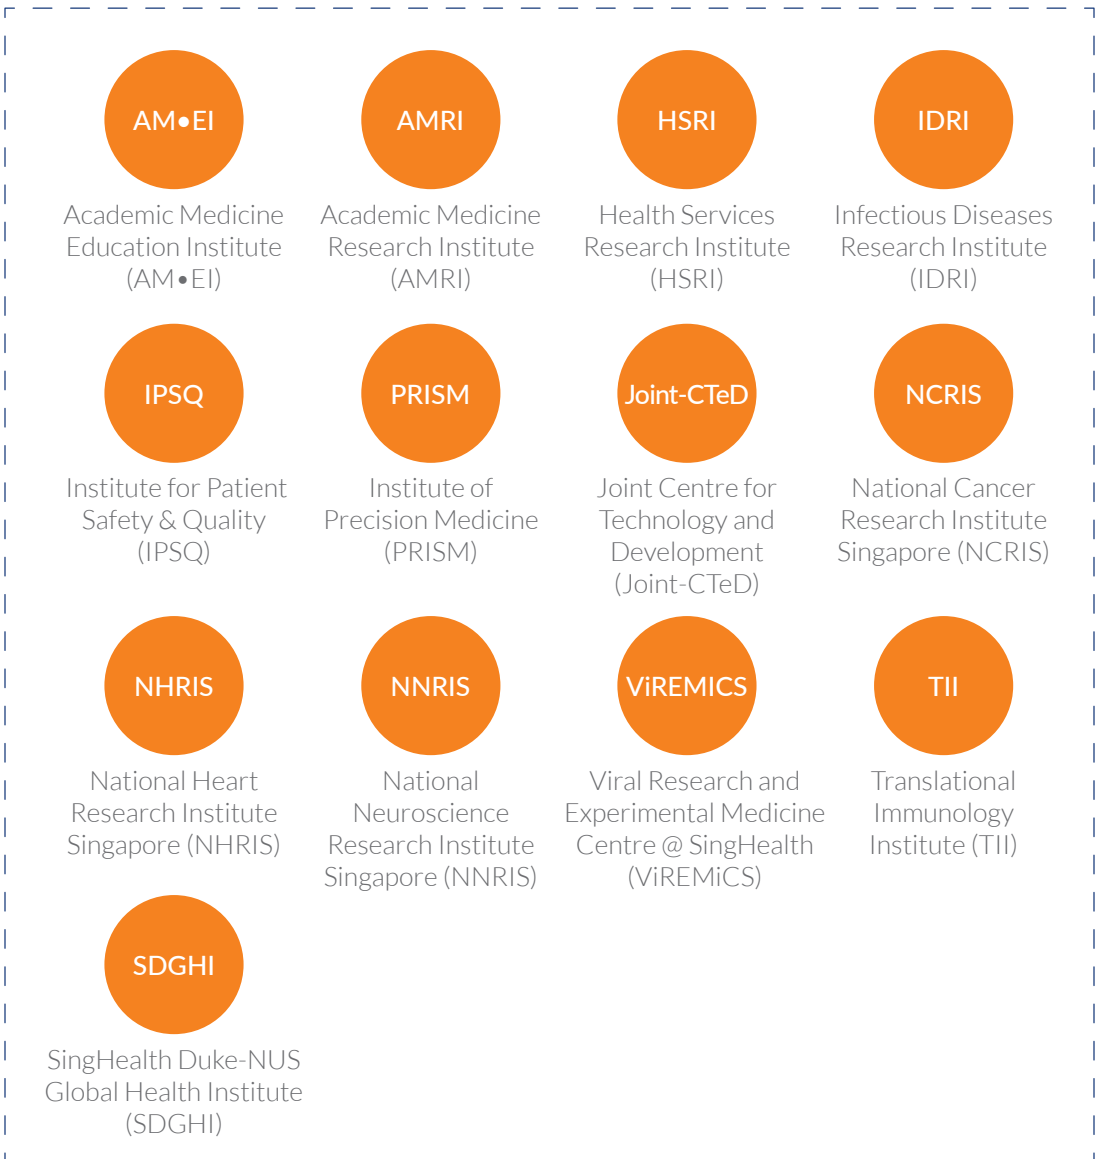 AM•EI
Academic Medicine
Education Institute
(AM•EI)
AMRI
Academic Medicine
Research Institute
(AMRI)
HSRI
Health Services
Research Institute
(HSRI)
IDRI
Infectious Diseases
Research Institute
(IDRI)
IPSQ
Institute for Patient
Safety & Quality
(IPSQ)
PRISM
Institute of
Precision Medicine
(PRISM)
Joint-CTeD
Joint Centre for
Technology and
Development
(Joint-CTeD)
NCRIS
National Cancer
Research Institute
Singapore (NCRIS)
NHRIS
National Heart
Research Institute
Singapore (NHRIS)
NNRIS
National
Neuroscience
Research Institute
Singapore (NNRIS)
ViREMICS
Viral Research and
Experimental Medicine
Centre @ SingHealth
(ViREMiCS)
TII
Translational
Immunology
Institute (TII)
SDGHI
SingHealth Duke-NUS
Global Health Institute
(SDGHI)